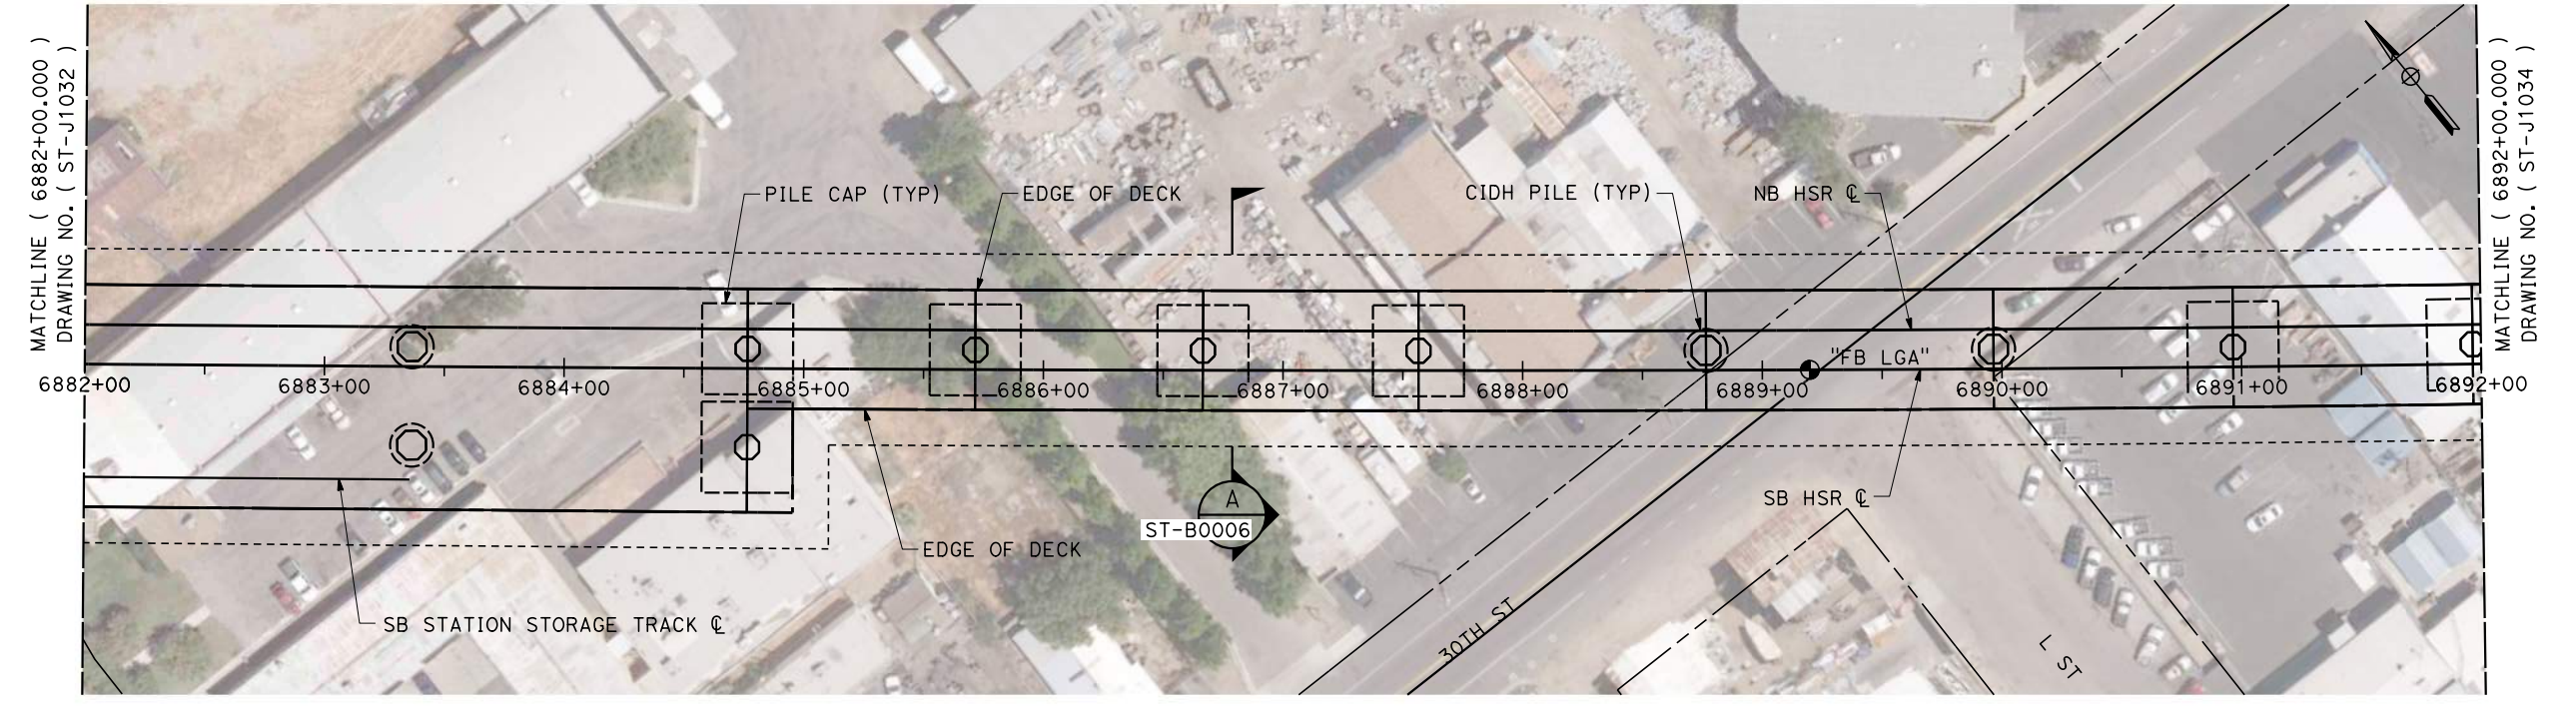 MATCHLINE ( 6882+00.000 )
DRAWING NO. ( ST-J1032 )
PILE CAP (TYP)
EDGE OF DECK
CIDH PILE (TYP)
NB HSR ℄
MATCHLINE ( 6892+00.000 )
DRAWING NO. ( ST-J1034 )
"FB LGA"
6882+00
6883+00
6884+00
6885+00
6886+00
6887+00
6888+00
6889+00
6890+00
6891+00
6892+00
A
ST-B0006
SB HSR ℄
EDGE OF DECK
SB STATION STORAGE TRACK ℄
30TH ST
L ST